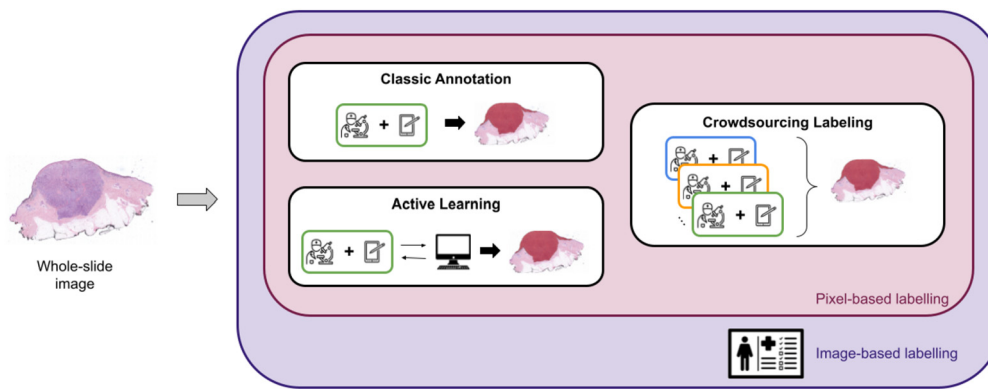 Whole-slide
image
Classic Annotation
+
Active Learning
+
Crowdsourcing Labeling
+
+
+
Pixel-based labelling
Image-based labelling